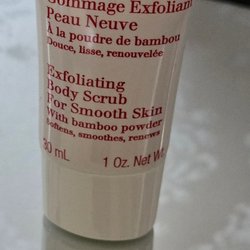 Gommage Exfoliant
Peau Neuve
À la poudre de bambou
Douce, lisse, renouvelée
Exfoliating
Body Scrub
For Smooth Skin
With bamboo powder
Softens, smoothes, renews
30 mL 1 Oz. Net